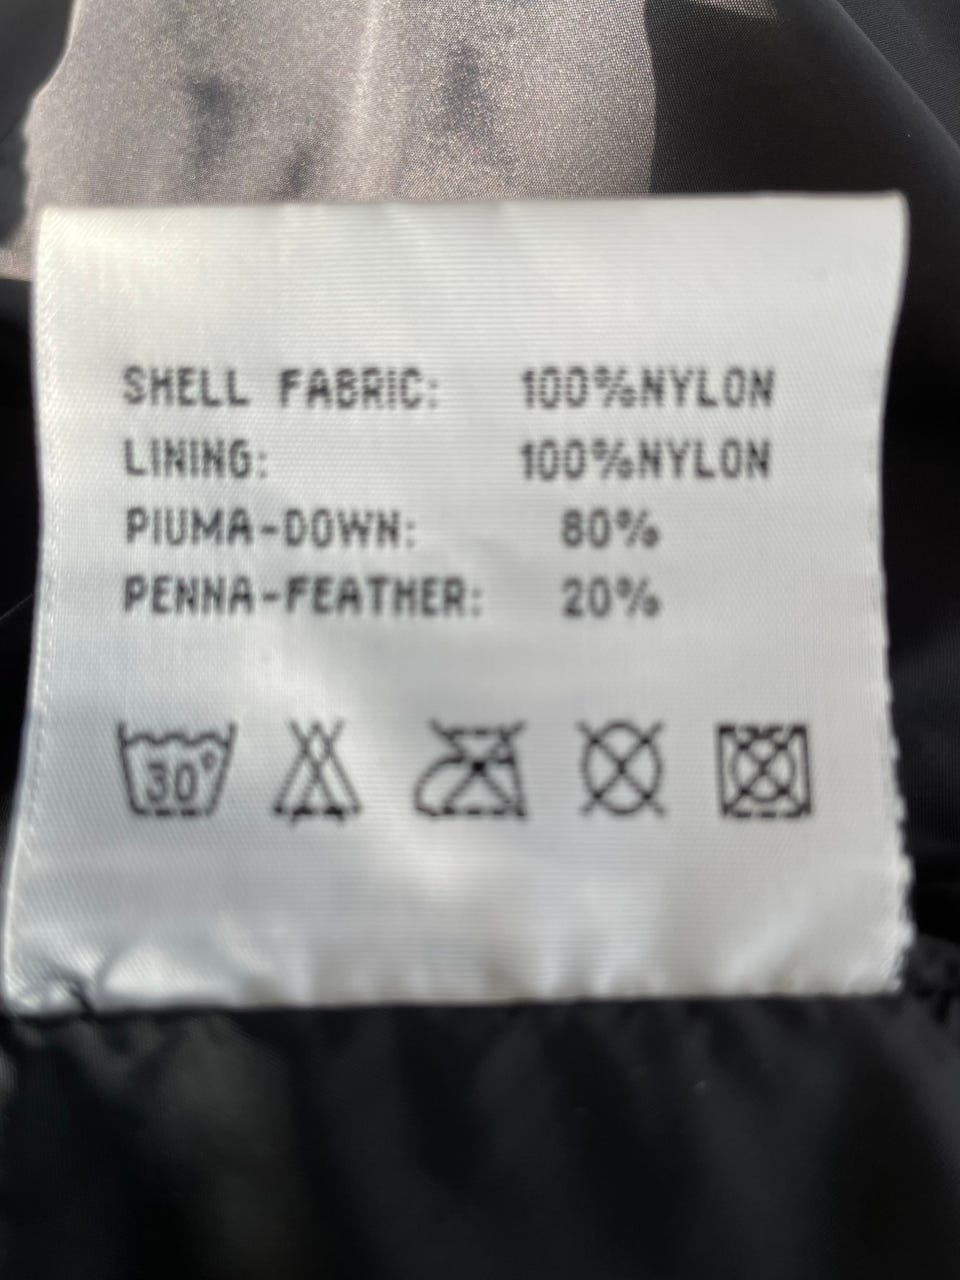 SHELL FABRIC: 100%NYLON
LINING: 100%NYLON
PIUMA-DOWN: 80%
PENNA-FEATHER: 20%
30°